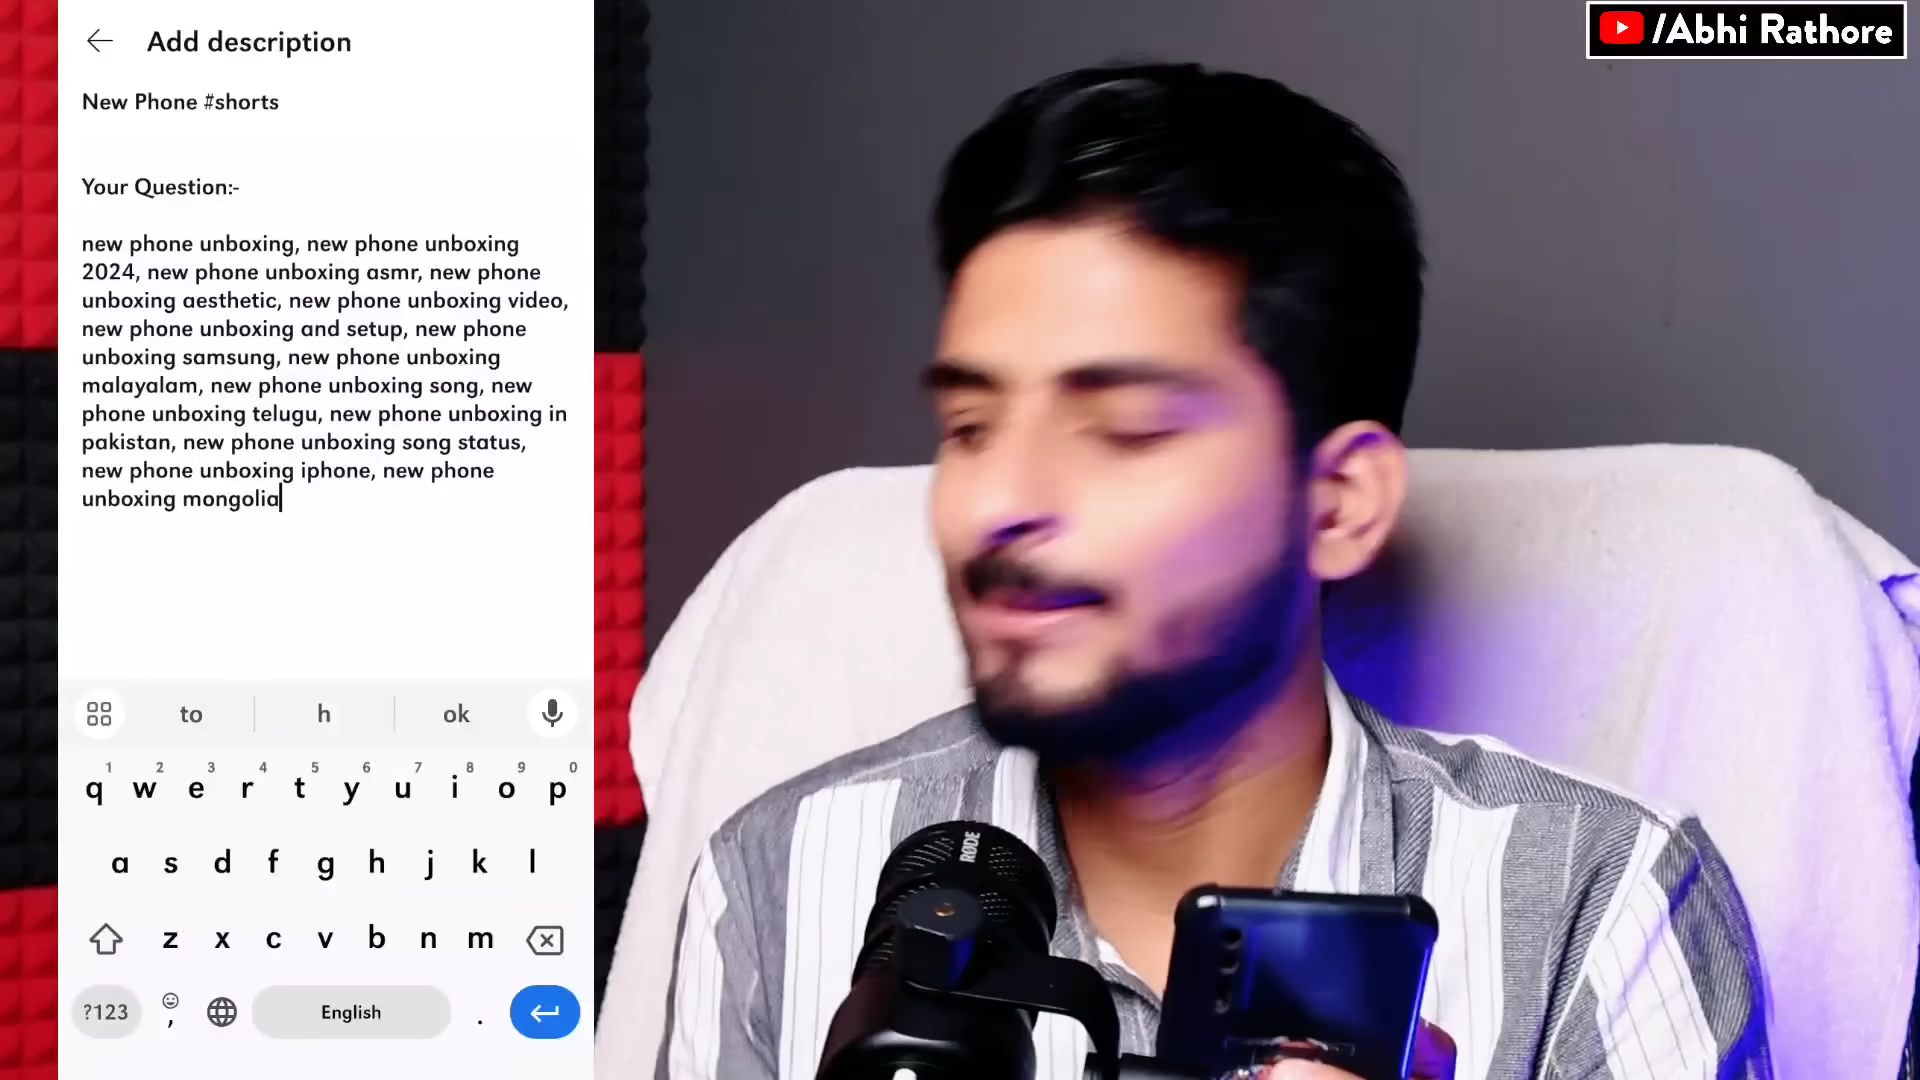 Add description
/Abhi Rathore
New Phone #shorts
Your Question:-
new phone unboxing, new phone unboxing
2024, new phone unboxing asmr, new phone
unboxing aesthetic, new phone unboxing video,
new phone unboxing and setup, new phone
unboxing samsung, new phone unboxing
malayalam, new phone unboxing song, new
phone unboxing telugu, new phone unboxing in
pakistan, new phone unboxing song status,
new phone unboxing iphone, new phone
unboxing mongolia
to h ok
1 2 3 4 5 6 7 8 9 0
q w e r t y u i o p
a s d f g h j k l
z x c v b n m
?123 , English .
RØDE